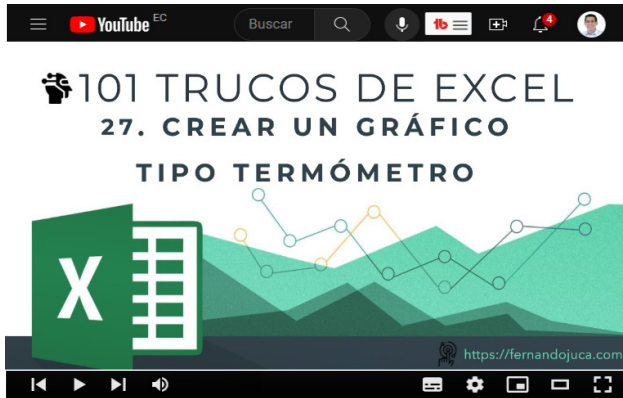 YouTube EC
Buscar
4
101 TRUCOS DE EXCEL
27. CREAR UN GRÁFICO
TIPO TERMÓMETRO
X
https://fernandojuca.com